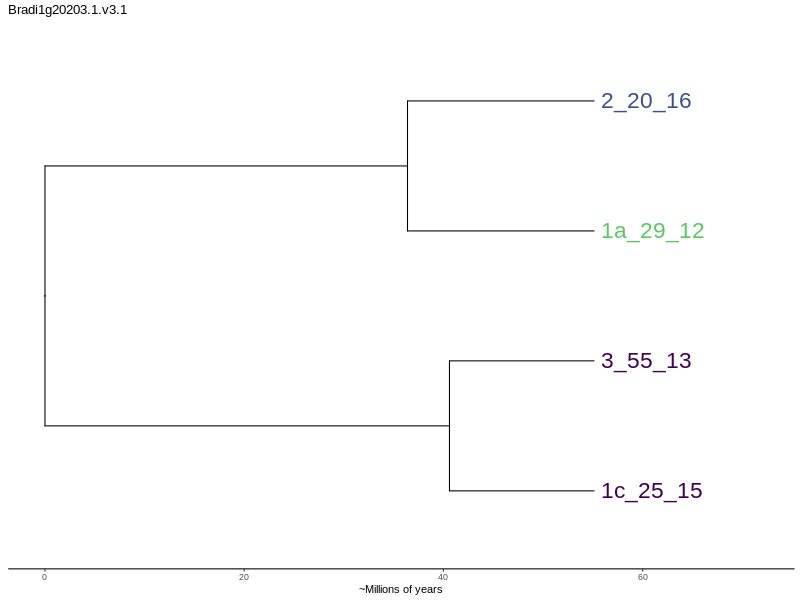 Bradi1g20203.1.v3.1
2_20_16
1a_29_12
3_55_13
1c_25_15
0 20 40 60
~Millions of years